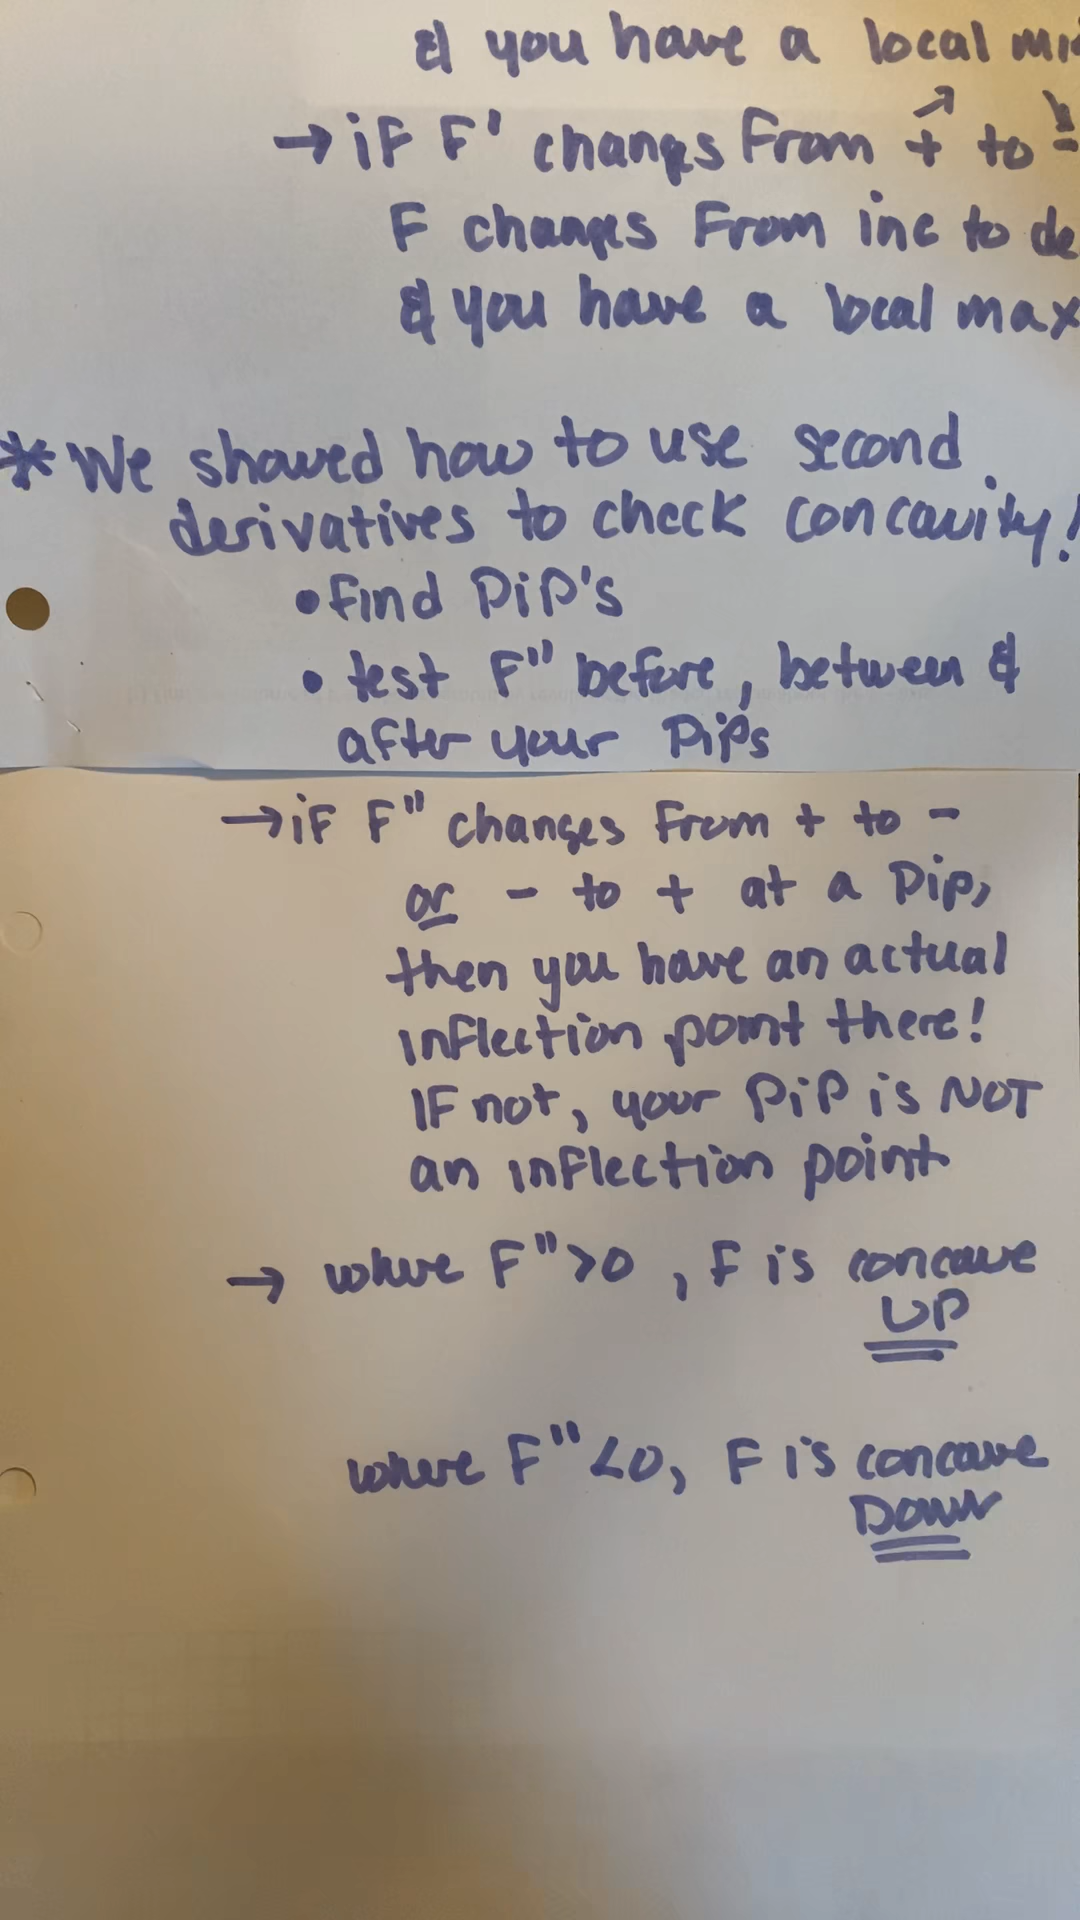 & you have a local
→ if F' changes From + to -
F changes From inc to de
& you have a local max
* We showed how to use second
derivatives to check concavity!
• find PiP's
• test F" before, between &
after your PiPs
→ if F" changes From + to -
or - to + at a Pip,
then you have an actual
inflection point there!
IF not, your PiP is NOT
an inflection point.
→ where F" >0, F is concave
UP
where F" <0, F is concave
DOWN